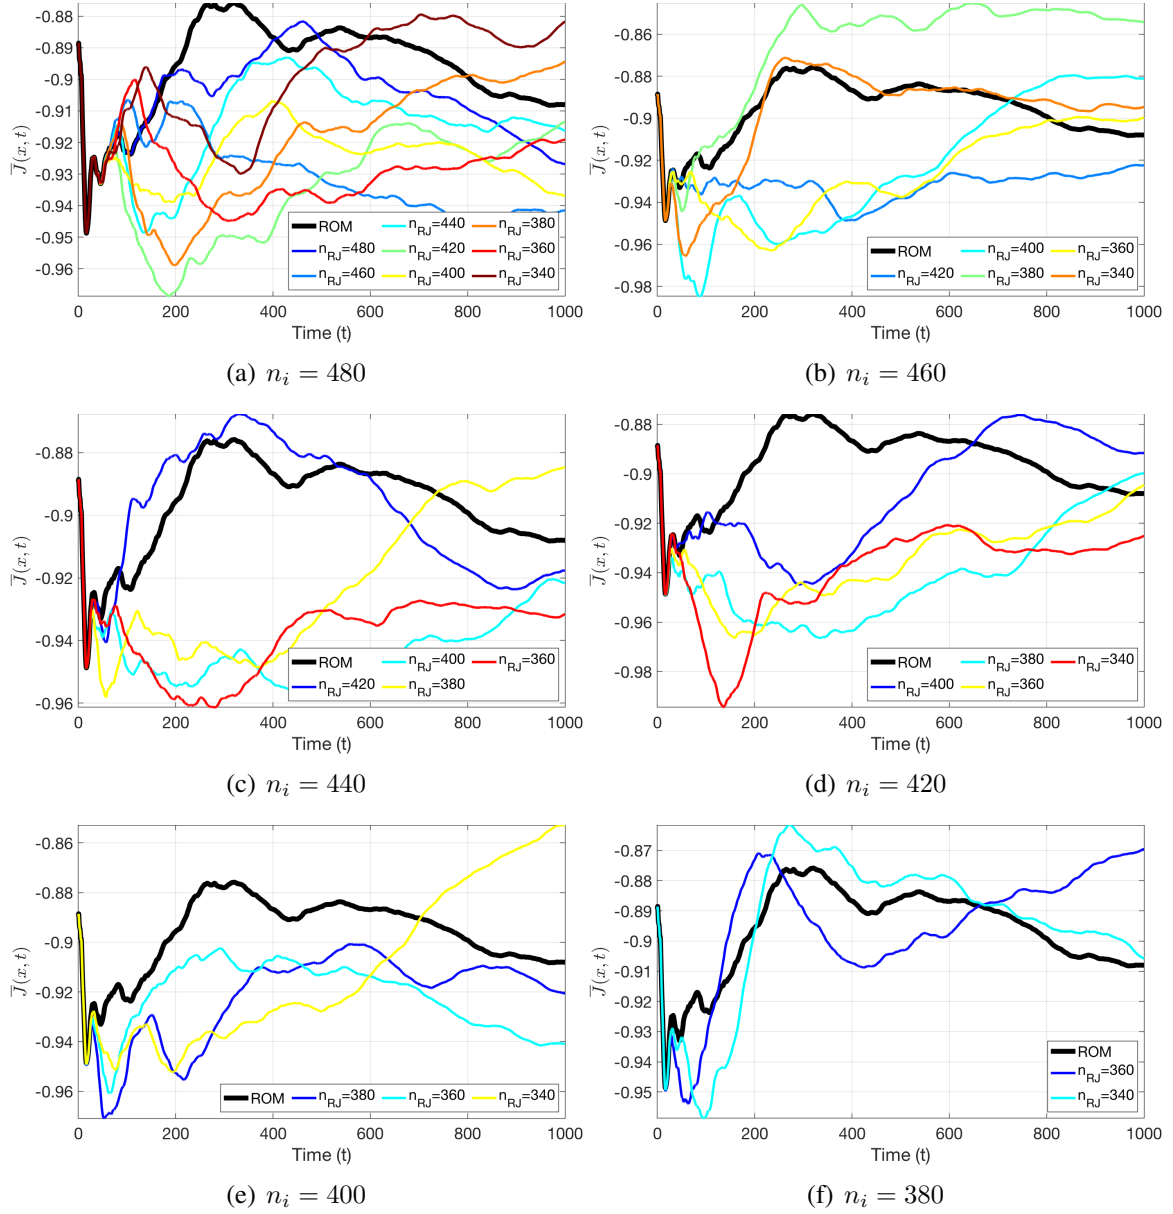 -0.88
-0.89
-0.9
-0.91
-0.92
-0.93
-0.94
-0.95
-0.96
J(x, t)
ROM
n_RJ=480
n_RJ=460
n_RJ=440
n_RJ=420
n_RJ=400
n_RJ=380
n_RJ=360
n_RJ=340
0 200 400 600 800 1000
Time (t)
(a) n_i = 480
-0.86
-0.88
-0.9
-0.92
-0.94
-0.96
-0.98
J(x, t)
ROM
n_RJ=420
n_RJ=400
n_RJ=380
n_RJ=360
n_RJ=340
0 200 400 600 800 1000
Time (t)
(b) n_i = 460
-0.88
-0.9
-0.92
-0.94
-0.96
J(x, t)
ROM
n_RJ=420
n_RJ=400
n_RJ=380
n_RJ=360
0 200 400 600 800 1000
Time (t)
(c) n_i = 440
-0.88
-0.9
-0.92
-0.94
-0.96
-0.98
J(x, t)
ROM
n_RJ=400
n_RJ=380
n_RJ=360
n_RJ=340
0 200 400 600 800 1000
Time (t)
(d) n_i = 420
-0.86
-0.88
-0.9
-0.92
-0.94
-0.96
J(x, t)
ROM n_RJ=380 n_RJ=360 n_RJ=340
0 200 400 600 800 1000
Time (t)
(e) n_i = 400
-0.87
-0.88
-0.89
-0.9
-0.91
-0.92
-0.93
-0.94
-0.95
J(x, t)
ROM
n_RJ=360
n_RJ=340
0 200 400 600 800 1000
Time (t)
(f) n_i = 380